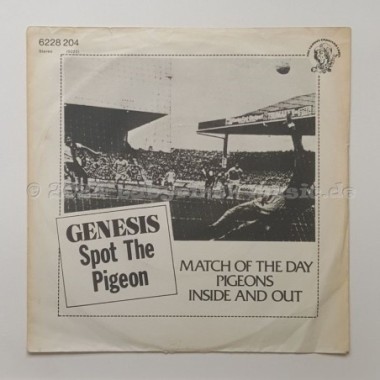 6228 204
GENESIS
Spot The
Pigeon
MATCH OF THE DAY
PIGEONS
INSIDE AND OUT